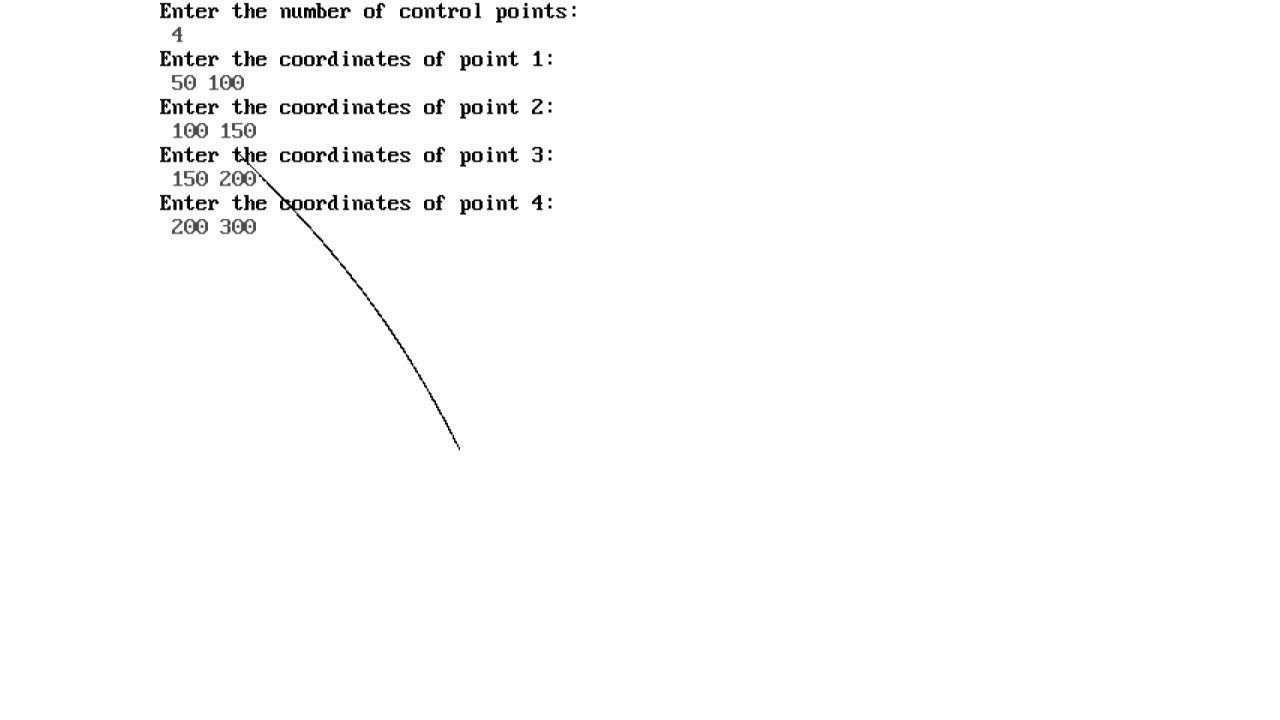 Enter the number of control points:
4
Enter the coordinates of point 1:
50 100
Enter the coordinates of point 2:
100 150
Enter the coordinates of point 3:
150 200
Enter the coordinates of point 4:
200 300